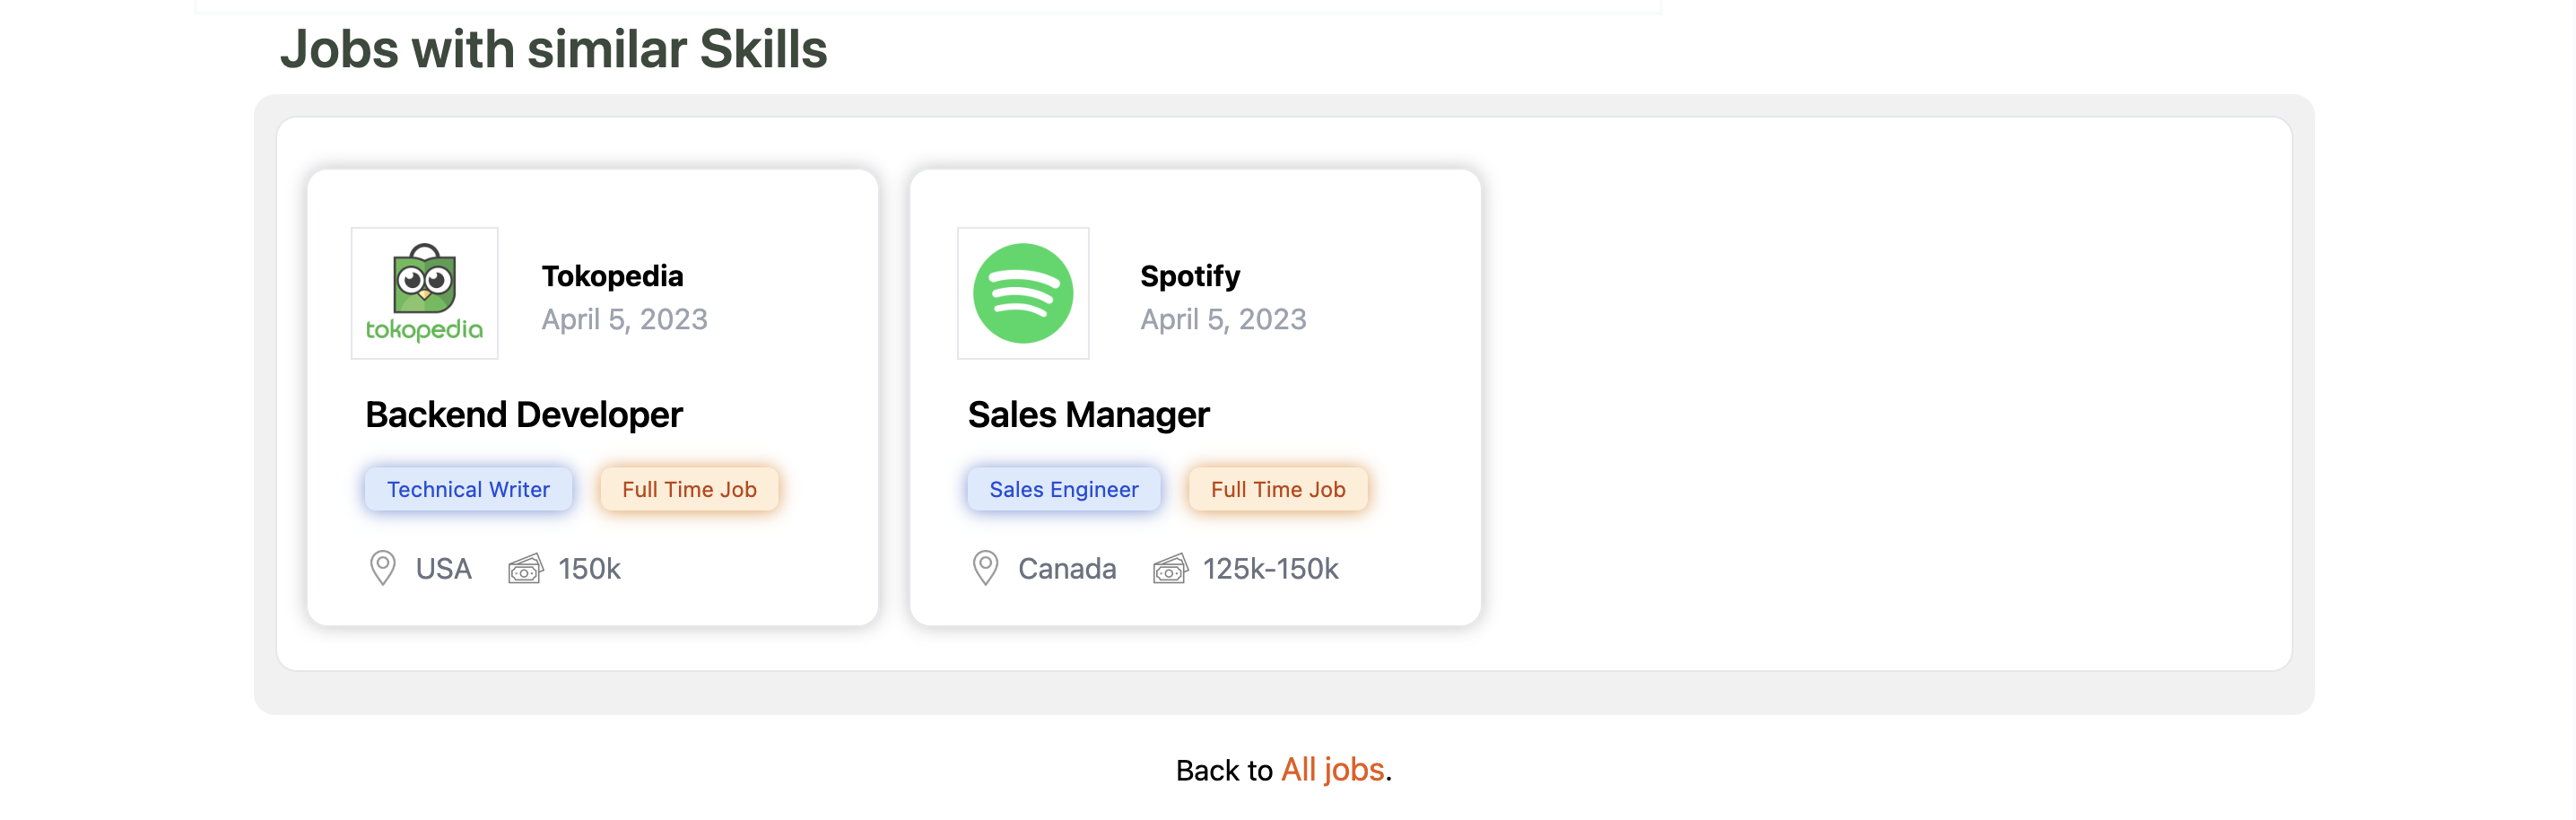 Jobs with similar Skills
tokopedia
Tokopedia
April 5, 2023
Backend Developer
Technical Writer
Full Time Job
USA
150k
Spotify
April 5, 2023
Sales Manager
Sales Engineer
Full Time Job
Canada
125k-150k
Back to All jobs.